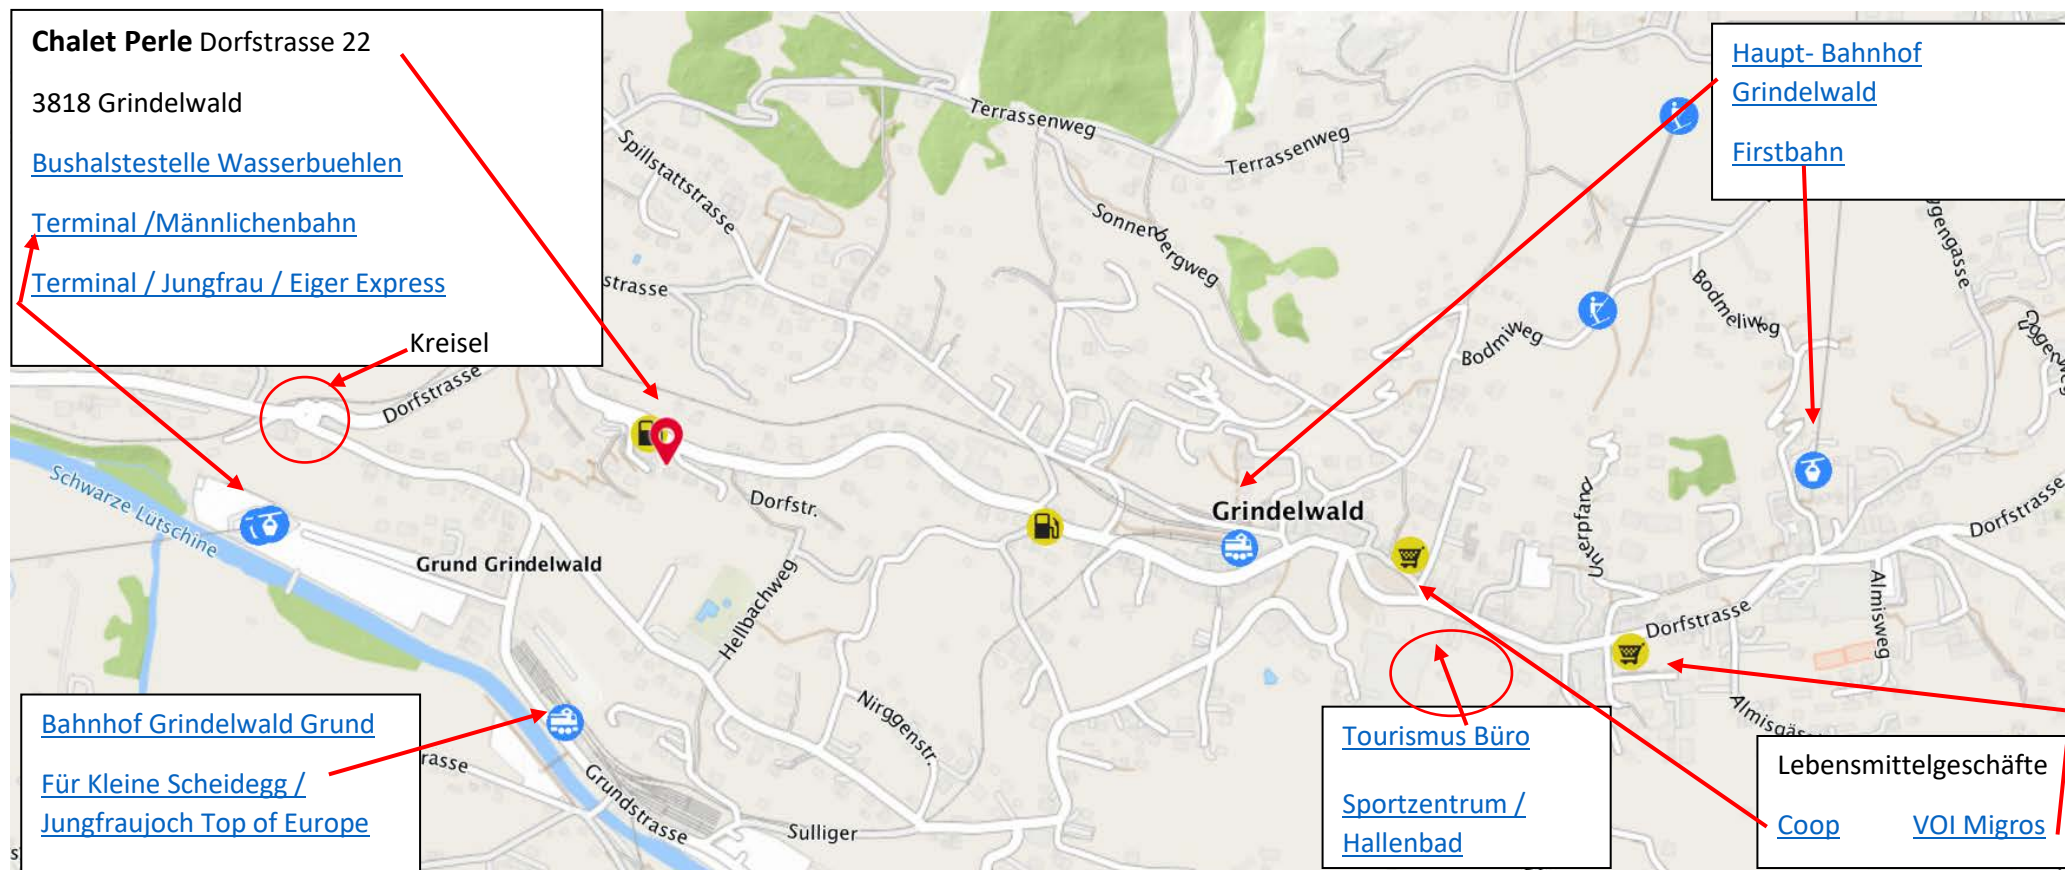 Chalet Perle Dorfstrasse 22
3818 Grindelwald
Bushalstestelle Wasserbuehlen
Terminal /Männlichenbahn
Terminal / Jungfrau / Eiger Express
Kreisel
Haupt- Bahnhof
Grindelwald
Firstbahn
Terrassenweg
Terrassenweg
Spillstattstrasse
Sonnenbergweg
strasse
Bodmiweg
Bodmeliweg
ggengasse
Dorfstrasse
Schwarze Lütschine
Dorfstr.
Grindelwald
Unterpfand
Dorfstrasse
Grund Grindelwald
Hellbachweg
Almisweg
Dorfstrasse
Nirggenstr.
Bahnhof Grindelwald Grund
Für Kleine Scheidegg /
Jungfraujoch Top of Europe
rasse
Grundstrasse
Sulliger
Tourismus Büro
Sportzentrum /
Hallenbad
Almisgäs
Lebensmittelgeschäfte
Coop VOI Migros